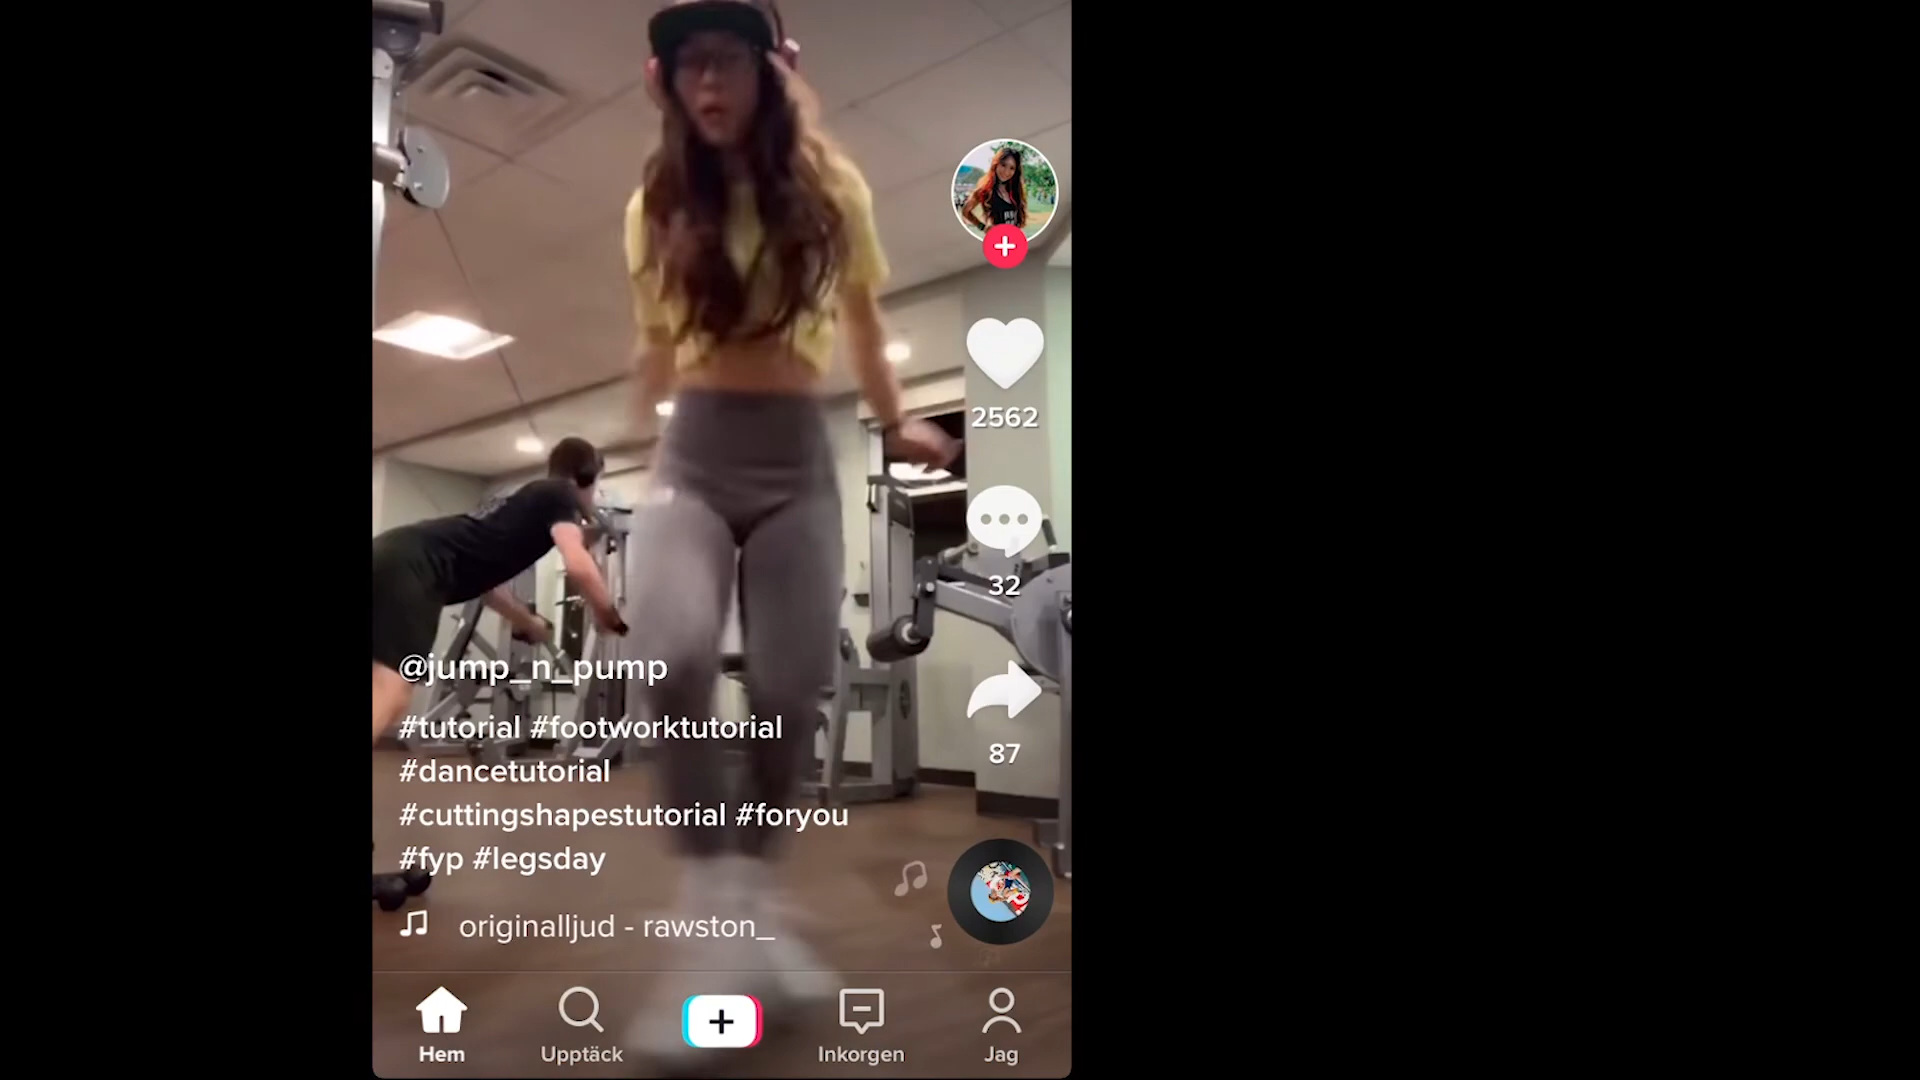 2562
32
87
@jump_n_pump
#tutorial #footworktutorial
#dancetutorial
#cuttingshapestutorial #foryou
#fyp #legsday
originalljud - rawston_
Hem
Upptäck
Inkorgen
Jag